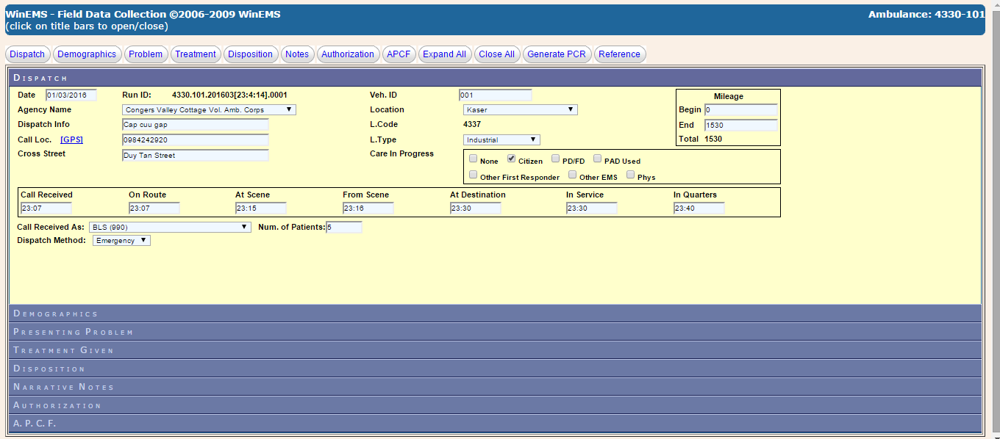 WinEMS - Field Data Collection ©2006-2009 WinEMS Ambulance: 4330-101
(click on title bars to open/close)
Dispatch Demographics Problem Treatment Disposition Notes Authorization APCF Expand All Close All Generate PCR Reference
DISPATCH
Date 01/03/2016 Run ID: 4330.101.201603[23:4:14].0001 Veh. ID 001 Mileage
Agency Name Congers Valley Cottage Vol. Amb. Corps Location Kaser Begin 0
Dispatch Info Cap cuu gap L.Code 4337 End 1530
Call Loc. [GPS] 0984242920 L.Type Industrial Total 1530
Cross Street Duy Tan Street Care In Progress
None Citizen PD/FD PAD Used
Other First Responder Other EMS Phys
Call Received On Route At Scene From Scene At Destination In Service In Quarters
23:07 23:07 23:15 23:16 23:30 23:30 23:40
Call Received As: BLS (990) Num. of Patients: 5
Dispatch Method: Emergency
DEMOGRAPHICS
PRESENTING PROBLEM
TREATMENT GIVEN
DISPOSITION
NARRATIVE NOTES
AUTHORIZATION
A. P. C. F.